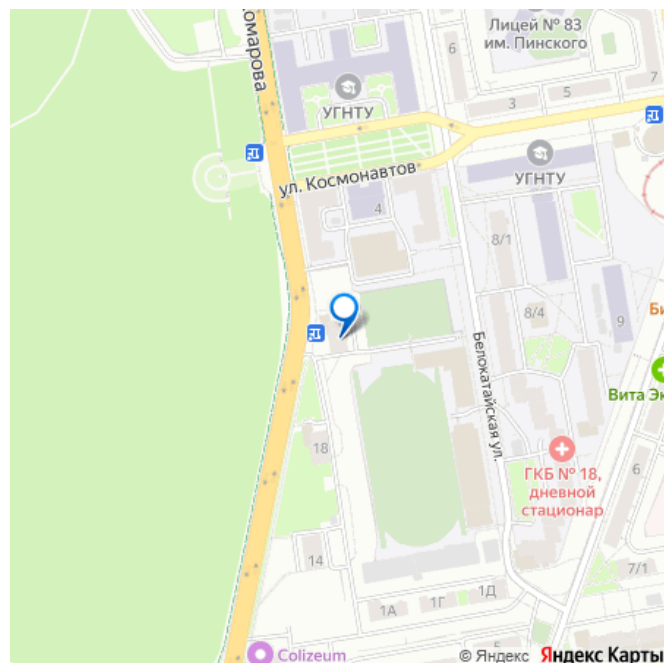 Лицей № 83
им. Пинского
6
5
7
3
омарова
УГНТУ
ул. Космонавтов
УГНТУ
4
8/1
8/4
9
Би
Белокатайская ул.
Вита Эк
18
ГКБ № 18,
дневной
стационар
6
14
7/1
1А
1Г
1Д
Colizeum
© Яндекс Яндекс Карты